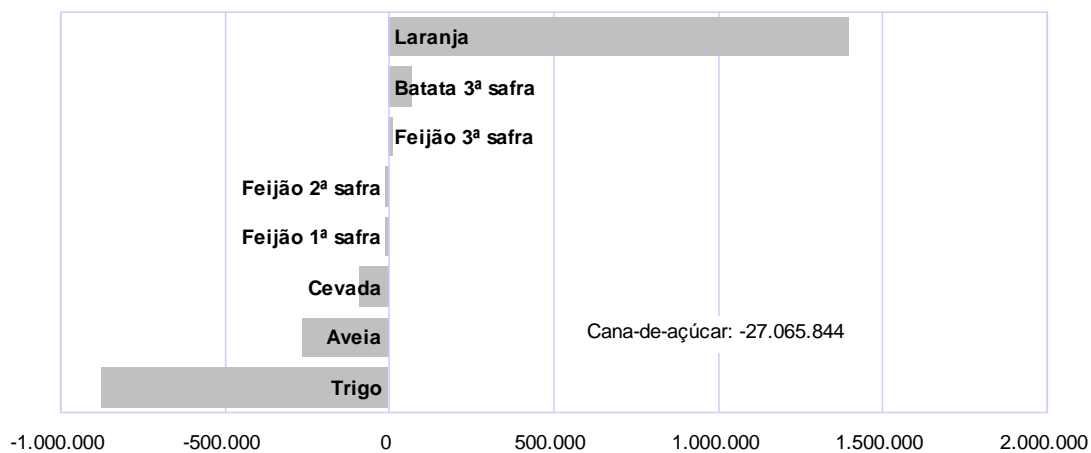 Laranja
Batata 3ª safra
Feijão 3ª safra
Feijão 2ª safra
Feijão 1ª safra
Cevada
Aveia
Cana-de-açúcar: -27.065.844
Trigo
-1.000.000 -500.000 0 500.000 1.000.000 1.500.000 2.000.000